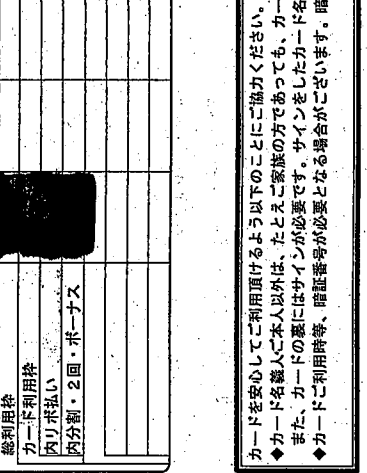 総利用枠
カード利用枠
内リボ払い
内分割・2回・ボーナス
カードを安心してご利用頂けるよう以下のことにご協力ください。
◆カード名義人ご本人以外は、たとえご家族の方であっても、カー
また、カードの裏にはサインが必要です。サインをしたカード名
◆カードご利用時等、暗証番号が必要となる場合がございます。暗